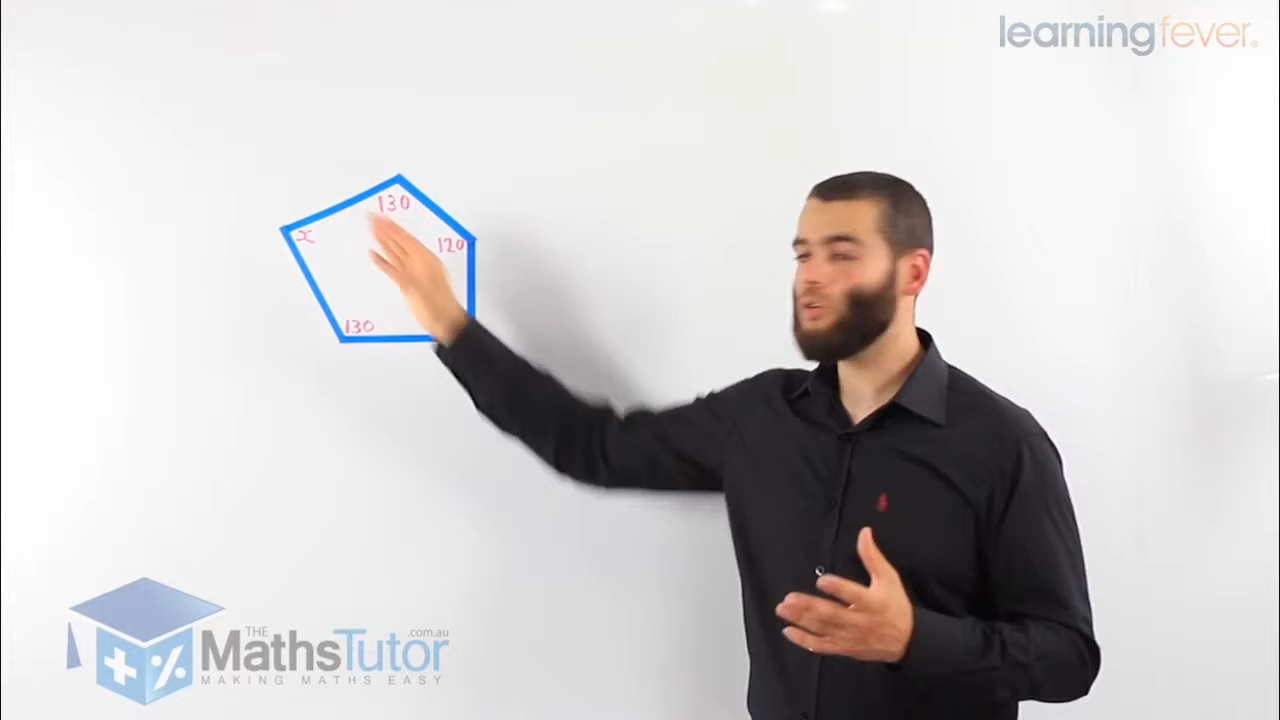 learningfever.
130
x
120
130
THE
MathsTutor
.com.au
MAKING MATHS EASY